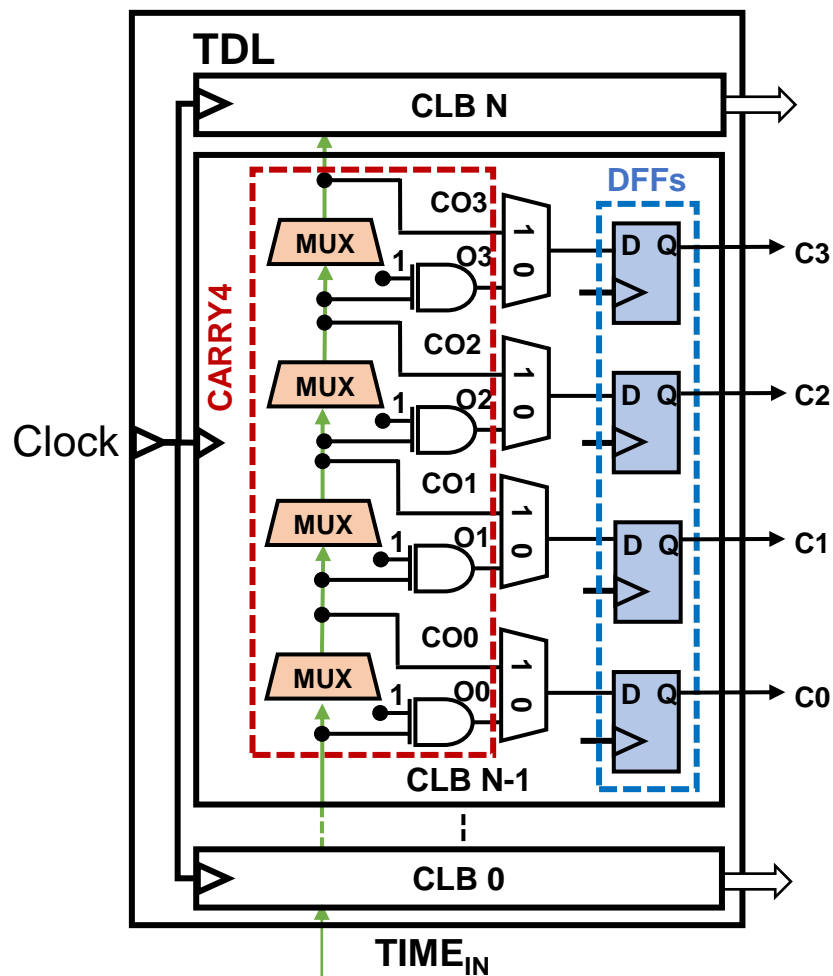 TDL
CLB N
DFFs
CARRY4
Clock
CO3
MUX
1
O3
1
0
D Q
C3
CO2
MUX
1
O2
1
0
D Q
C2
CO1
MUX
1
O1
1
0
D Q
C1
CO0
MUX
1
O0
1
0
D Q
C0
CLB N-1
CLB 0
TIME_IN